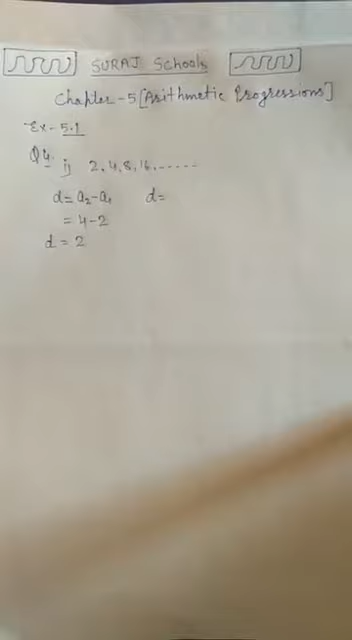 SURAJ Schools
Chapter-5 [Arithmetic Progressions]
Ex-5.1
Q4. i) 2, 4, 8, 16, ......
d = a₂ - a₁ d =
= 4 - 2
d = 2